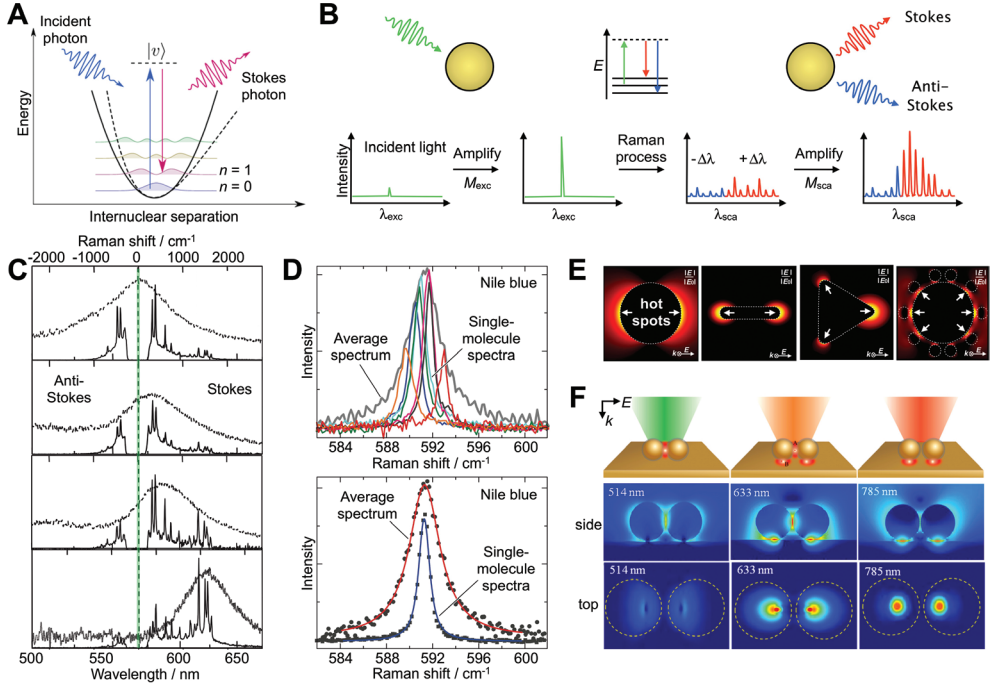 A
Incident
photon
|v⟩
Stokes
photon
Energy
n = 1
n = 0
Internuclear separation
B
E
Stokes
Anti-
Stokes
Intensity
Incident light
λexc
Amplify
Mexc
λexc
Raman
process
-Δλ
+Δλ
λsca
Amplify
Msca
λsca
C
Raman shift / cm-1
-2000
-1000
0
1000
2000
Anti-
Stokes
Stokes
500
550
600
650
Wavelength / nm
D
Nile blue
Average
spectrum
Single-
molecule
spectra
Intensity
584
588
592
596
600
Raman shift / cm-1
Nile blue
Average
spectrum
Single-
molecule
spectra
Intensity
584
588
592
596
600
Raman shift / cm-1
E
hot
spots
|E|
|E0|
k⊗ E
|E|
|E0|
k⊗ E
|E|
|E0|
k⊗ E
|E|
|E0|
k⊗ E
F
E
k
side
514 nm
633 nm
785 nm
top
514 nm
633 nm
785 nm